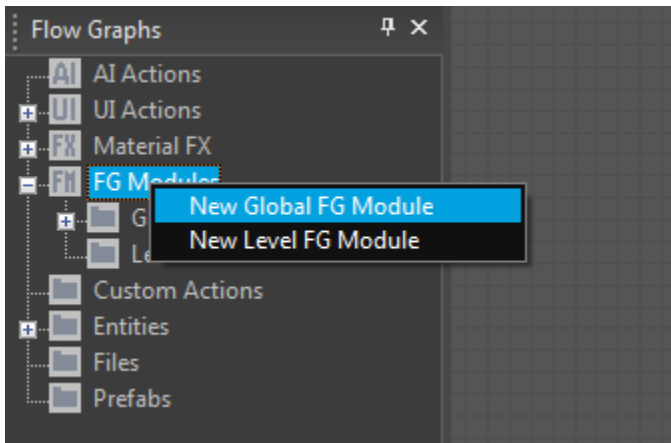 Flow Graphs
AI AI Actions
UI UI Actions
FX Material FX
FM FG Modules
New Global FG Module
G
New Level FG Module
Le
Custom Actions
Entities
Files
Prefabs